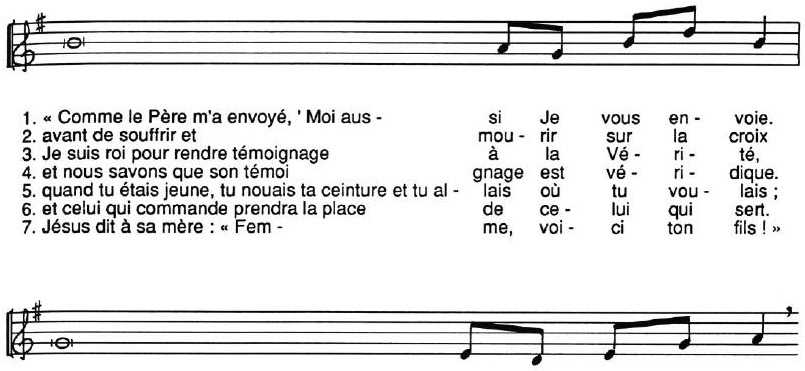 1. « Comme le Père m'a envoyé, ' Moi aus - si Je vous en - voie.
2. avant de souffrir et mou - rir sur la croix
3. Je suis roi pour rendre témoignage à la Vé - ri - té,
4. et nous savons que son témoi gnage est vé - ri - dique.
5. quand tu étais jeune, tu nouais ta ceinture et tu al - lais où tu vou - lais ;
6. et celui qui commande prendra la place de ce - lui qui sert.
7. Jésus dit à sa mère : « Fem - me, voi - ci ton fils ! »